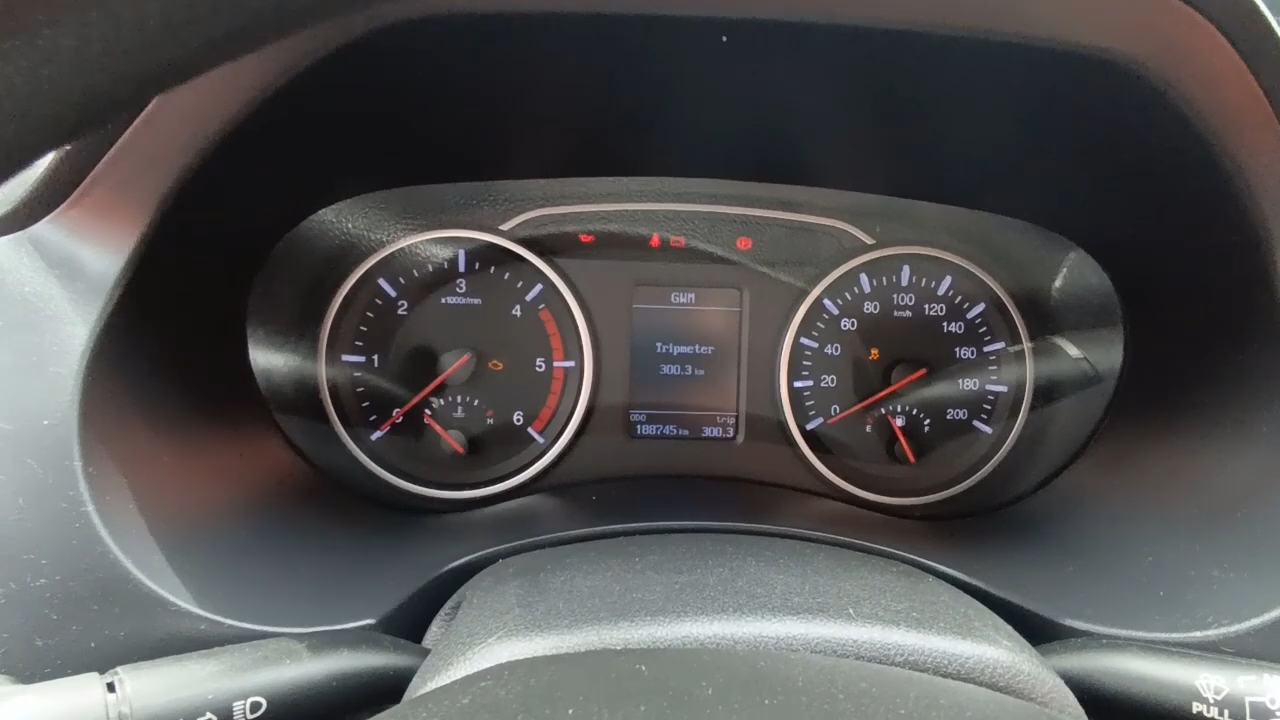 GWM
Tripmeter
300.3 km
ODO trip
188745 km 300.3
0 1 2 3 4 5 6
x1000r/min
C H
0 20 40 60 80 100 120 140 160 180 200
km/h
E F
PULL